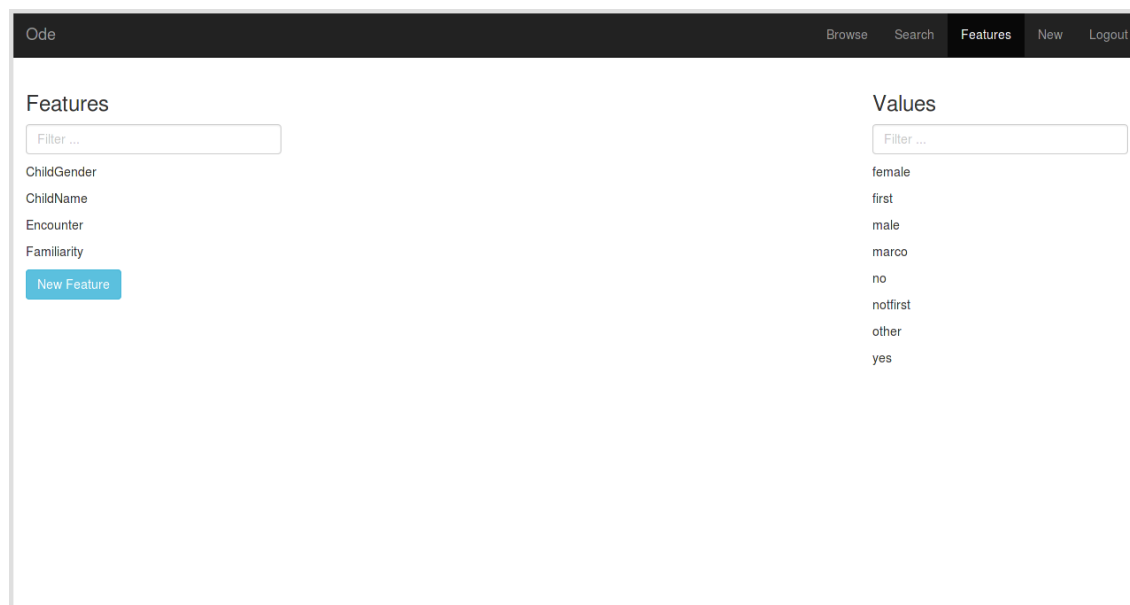 Ode
Browse Search Features New Logout
Features
Filter ...
ChildGender
ChildName
Encounter
Familiarity
New Feature
Values
Filter ...
female
first
male
marco
no
notfirst
other
yes